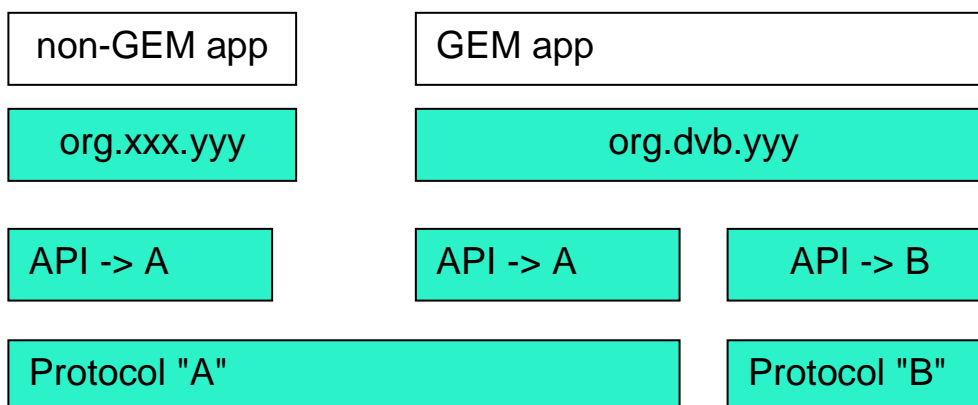 non-GEM app
GEM app
org.xxx.yyy
org.dvb.yyy
API -> A
API -> A
API -> B
Protocol "A"
Protocol "B"